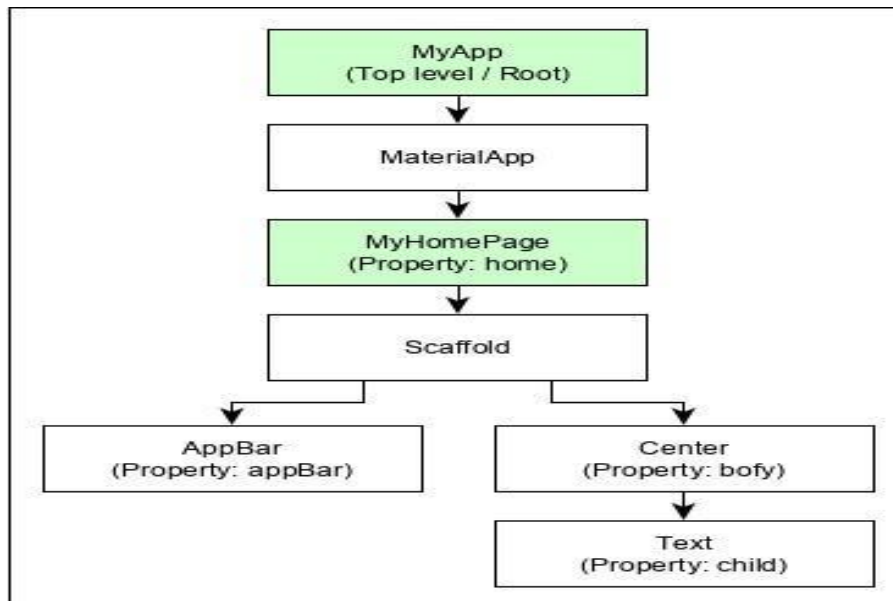 MyApp
(Top level / Root)
MaterialApp
MyHomePage
(Property: home)
Scaffold
AppBar
(Property: appBar)
Center
(Property: bofy)
Text
(Property: child)